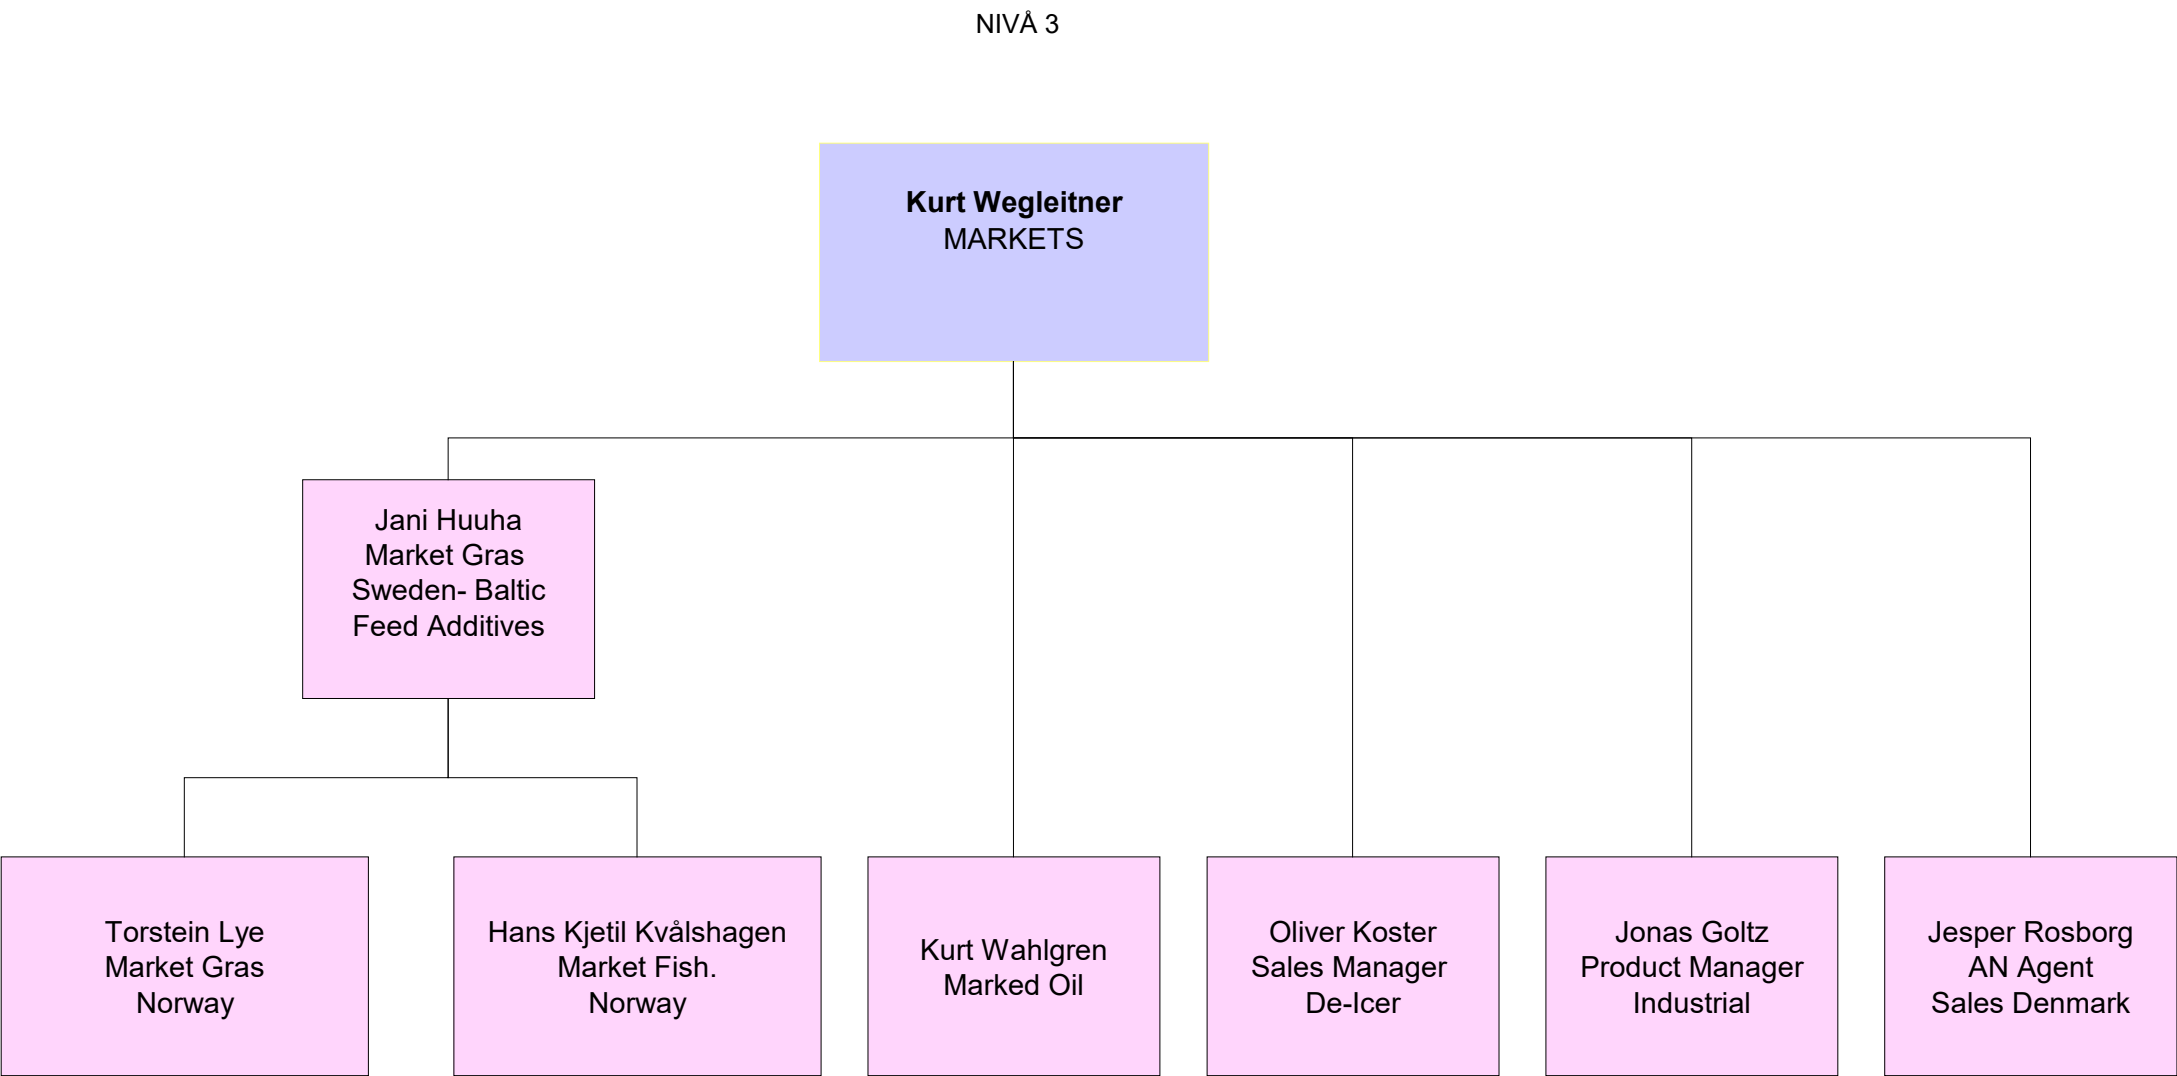 NIVÅ 3
Kurt Wegleitner
MARKETS
Jani Huuha
Market Gras
Sweden- Baltic
Feed Additives
Torstein Lye
Market Gras
Norway
Hans Kjetil Kvålshagen
Market Fish.
Norway
Kurt Wahlgren
Marked Oil
Oliver Koster
Sales Manager
De-Icer
Jonas Goltz
Product Manager
Industrial
Jesper Rosborg
AN Agent
Sales Denmark